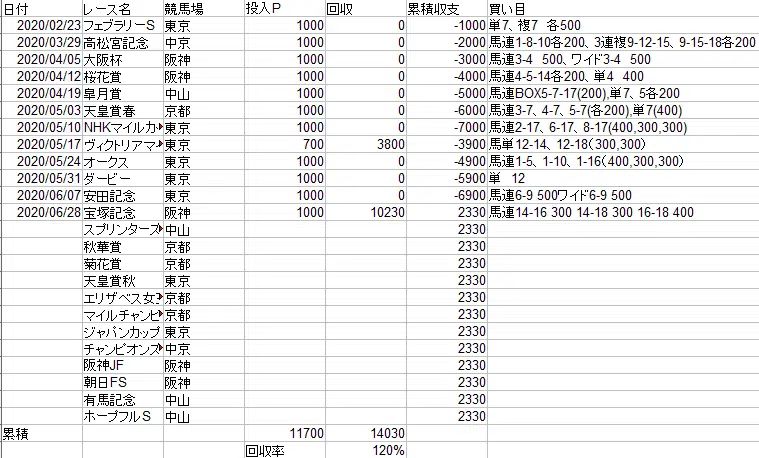 日付 レース名 競馬場 投入P 回収 累積収支 買い目
2020/02/23 フェブラリーS 東京 1000 0 -1000 単7、複7 各500
2020/03/29 高松宮記念 中京 1000 0 -2000 馬連1-8-10各200、3連複9-12-15、9-15-18各200
2020/04/05 大阪杯 阪神 1000 0 -3000 馬連3-4 500、ワイド3-4 500
2020/04/12 桜花賞 阪神 1000 0 -4000 馬連4-5-14各200、単4 400
2020/04/19 皐月賞 中山 1000 0 -5000 馬連BOX5-7-17(200),単7、5各200
2020/05/03 天皇賞春 京都 1000 0 -6000 馬連3-7、4-7、5-7(各200),単7(400)
2020/05/10 NHKマイルカ 東京 1000 0 -7000 馬連2-17、6-17、8-17(400,300,300)
2020/05/17 ヴィクトリアマ 東京 700 3800 -3900 馬単12-14、12-18(300,300)
2020/05/24 オークス 東京 1000 0 -4900 馬連1-5、1-10、1-16(400,300,300)
2020/05/31 ダービー 東京 1000 0 -5900 単 12
2020/06/07 安田記念 東京 1000 0 -6900 馬連6-9 500ワイド6-9 500
2020/06/28 宝塚記念 阪神 1000 10230 2330 馬連14-16 300 14-18 300 16-18 400
スプリンターズ 中山 2330
秋華賞 京都 2330
菊花賞 京都 2330
天皇賞秋 東京 2330
エリザベス女王 京都 2330
マイルチャンピ 京都 2330
ジャパンカップ 東京 2330
チャンピオンズ 中京 2330
阪神JF 阪神 2330
朝日FS 阪神 2330
有馬記念 中山 2330
ホープフルS 中山 2330
累積 11700 14030
回収率 120%